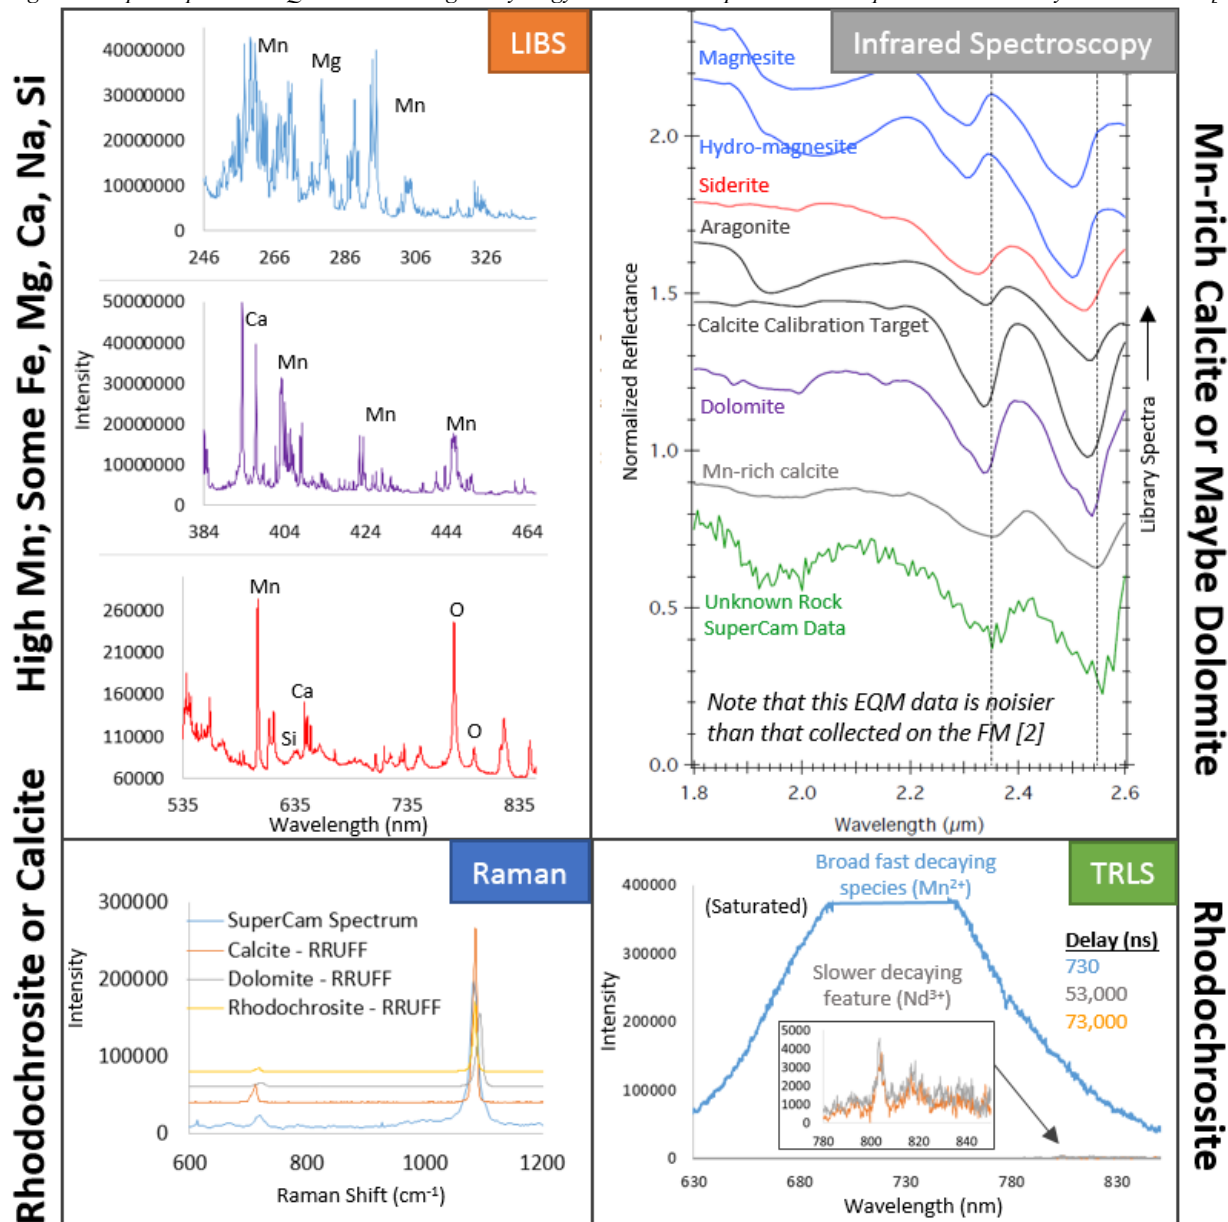 High Mn; Some Fe, Mg, Ca, Na, Si
LIBS
40000000
30000000
20000000
10000000
0
Mn
Mg
Mn
246 266 286 306 326
50000000
40000000
30000000
20000000
10000000
0
Ca
Mn
Mn
Mn
384 404 424 444 464
Intensity
260000
210000
160000
110000
60000
Mn
Si
Ca
O
O
535 635 735 835
Wavelength (nm)
Infrared Spectroscopy
Magnesite
Hydro-magnesite
Siderite
Aragonite
Calcite Calibration Target
Dolomite
Mn-rich calcite
Unknown Rock
SuperCam Data
Note that this EQM data is noisier
than that collected on the FM [2]
Normalized Reflectance
2.0
1.5
1.0
0.5
0.0
1.8 2.0 2.2 2.4 2.6
Wavelength (μm)
Library Spectra
Mn-rich Calcite or Maybe Dolomite
Rhodochrosite or Calcite
Raman
300000
200000
100000
0
Intensity
SuperCam Spectrum
Calcite - RRUFF
Dolomite - RRUFF
Rhodochrosite - RRUFF
600 800 1000 1200
Raman Shift (cm-1)
TRLS
Broad fast decaying
species (Mn2+)
(Saturated)
Delay (ns)
730
53,000
73,000
Slower decaying
feature (Nd3+)
400000
300000
200000
100000
0
Intensity
5000
4000
3000
2000
1000
0
780 800 820 840
630 680 730 780 830
Wavelength (nm)
Rhodochrosite